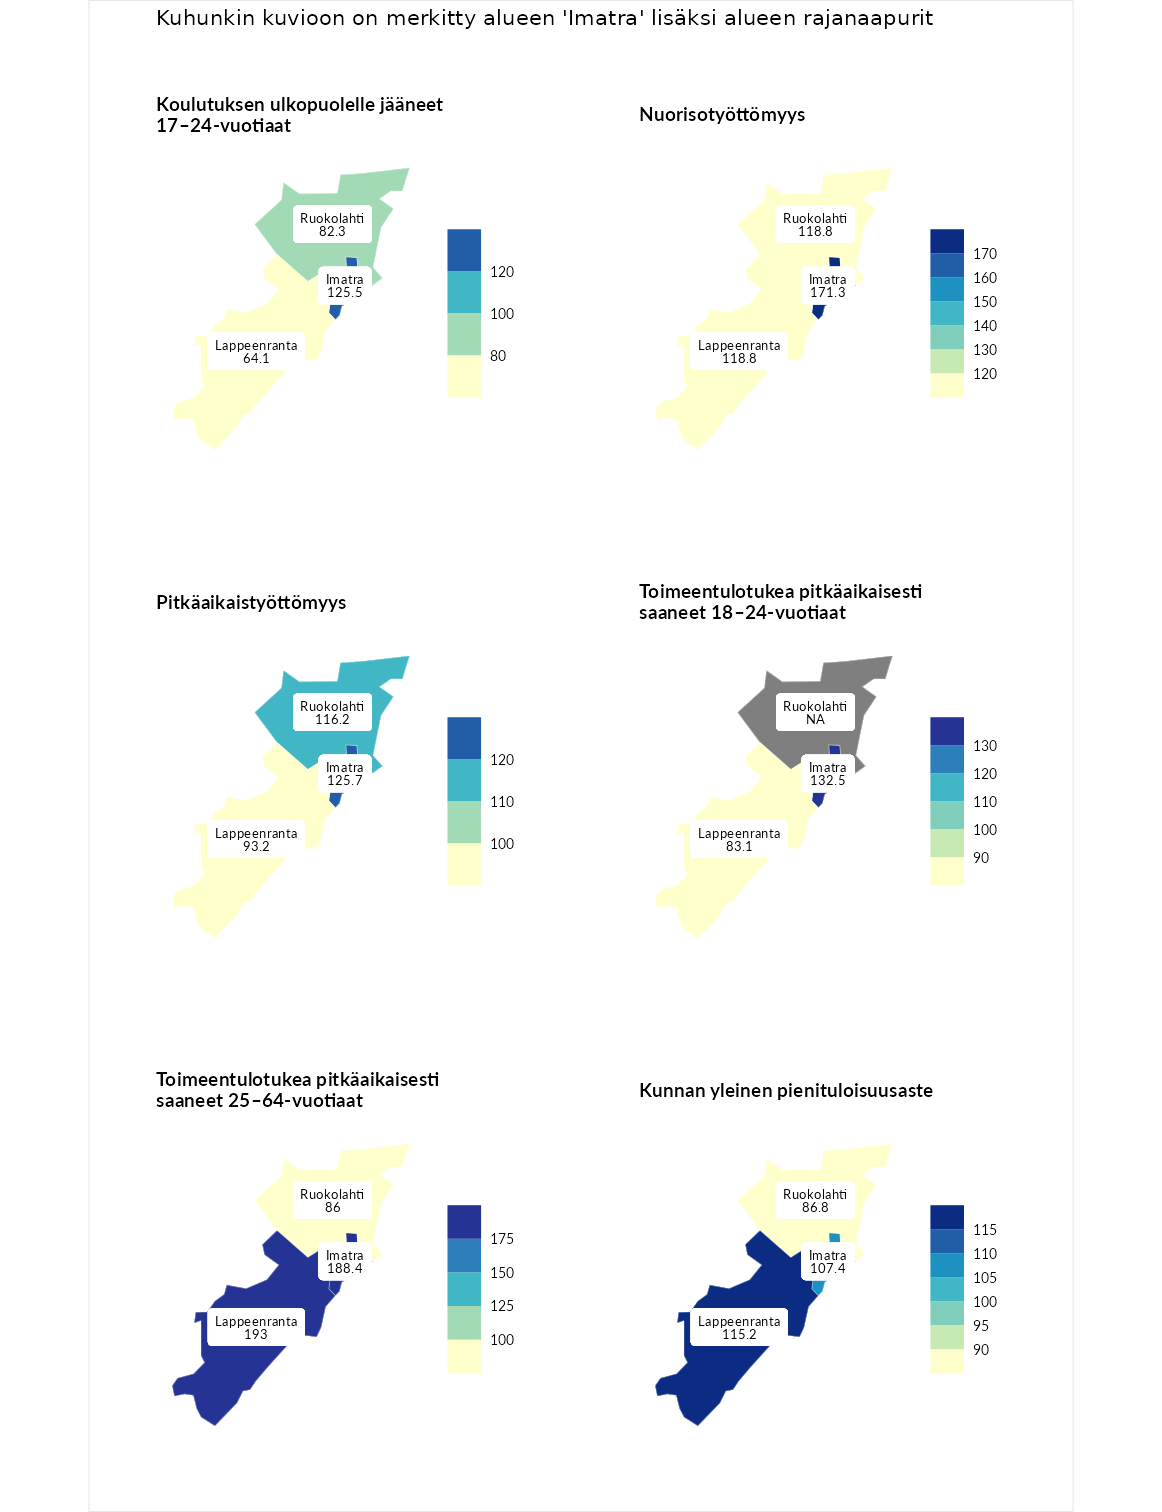 Kuhunkin kuvioon on merkitty alueen 'Imatra' lisäksi alueen rajanaapurit
Koulutuksen ulkopuolelle jääneet
17–24-vuotiaat
Ruokolahti
82.3
Imatra
125.5
Lappeenranta
64.1
120
100
80
Nuorisotyöttömyys
Ruokolahti
118.8
Imatra
171.3
Lappeenranta
118.8
170
160
150
140
130
120
Pitkäaikaistyöttömyys
Ruokolahti
116.2
Imatra
125.7
Lappeenranta
93.2
120
110
100
Toimeentulotukea pitkäaikaisesti
saaneet 18–24-vuotiaat
Ruokolahti
NA
Imatra
132.5
Lappeenranta
83.1
130
120
110
100
90
Toimeentulotukea pitkäaikaisesti
saaneet 25–64-vuotiaat
Ruokolahti
86
Imatra
188.4
Lappeenranta
193
175
150
125
100
Kunnan yleinen pienituloisuusaste
Ruokolahti
86.8
Imatra
107.4
Lappeenranta
115.2
115
110
105
100
95
90